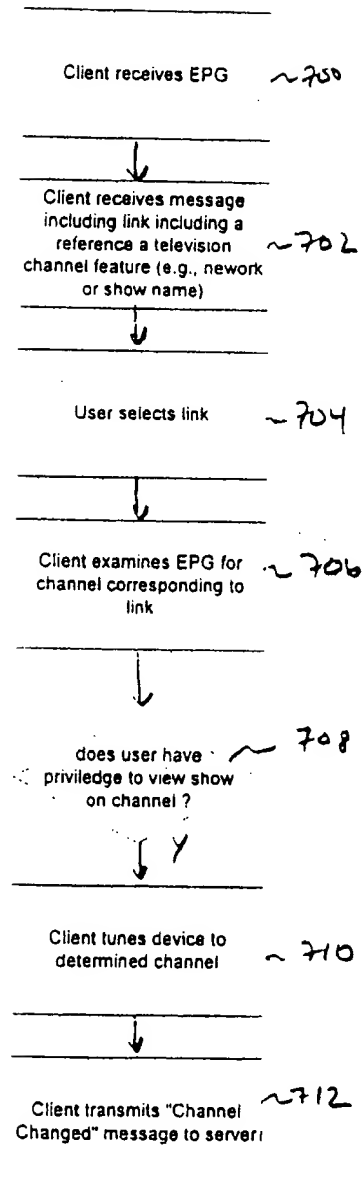 Client receives EPG ~700
Client receives message
including link including a
reference a television ~702
channel feature (e.g., nework
or show name)
User selects link ~704
Client examines EPG for ~706
channel corresponding to
link
does user have ~ 708
priviledge to view show
on channel ?
Y
Client tunes device to
determined channel ~710
Client transmits "Channel ~712
Changed" message to server